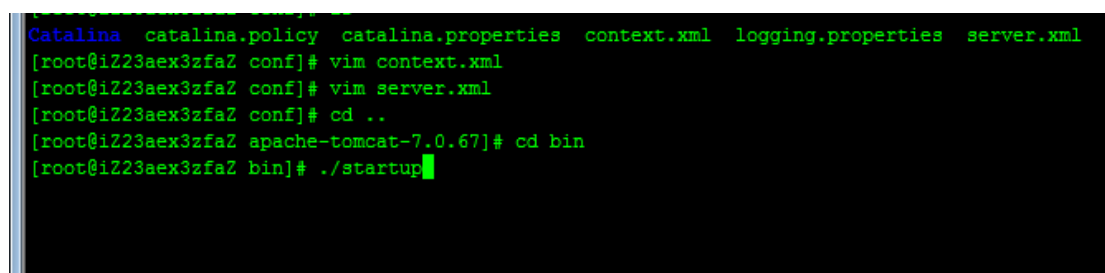 Catalina catalina.policy catalina.properties context.xml logging.properties server.xml
[root@iZ23aex3zfaZ conf]# vim context.xml
[root@iZ23aex3zfaZ conf]# vim server.xml
[root@iZ23aex3zfaZ conf]# cd ..
[root@iZ23aex3zfaZ apache-tomcat-7.0.67]# cd bin
[root@iZ23aex3zfaZ bin]# ./startup